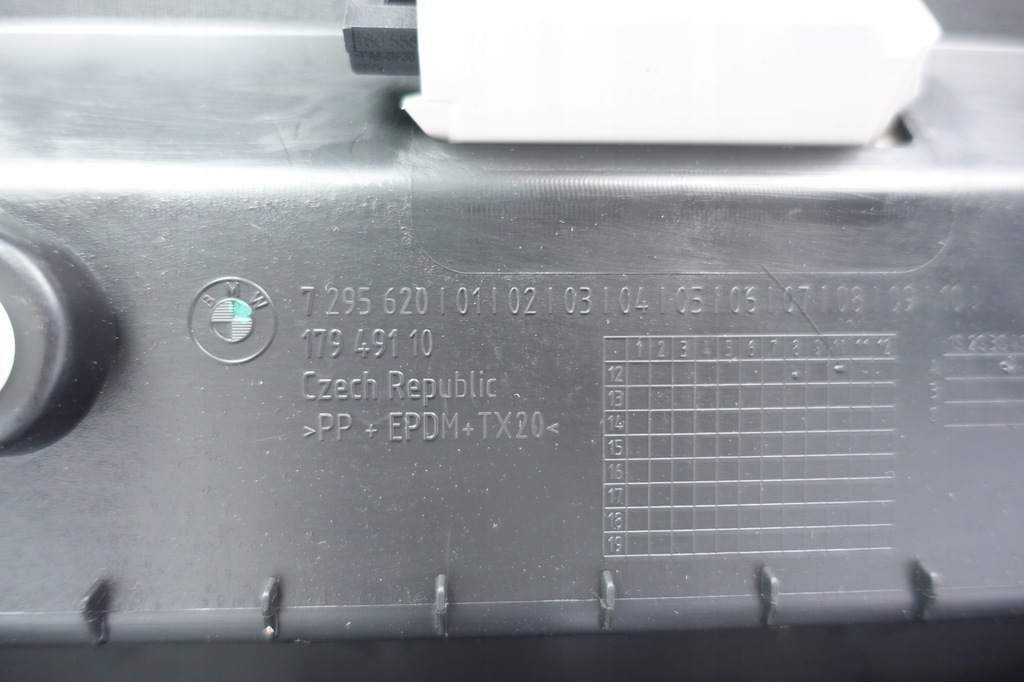 BMW
7 295 620 | 01 | 02 | 03 | 04 | 05 | 06 | 07 | 08 | 09 | 10 |
179 491 10
Czech Republic
>PP + EPDM+TX20<
1 2 3 4 5 6 7 8 9 10 11 12
12
13
14
15
16
17
18
19